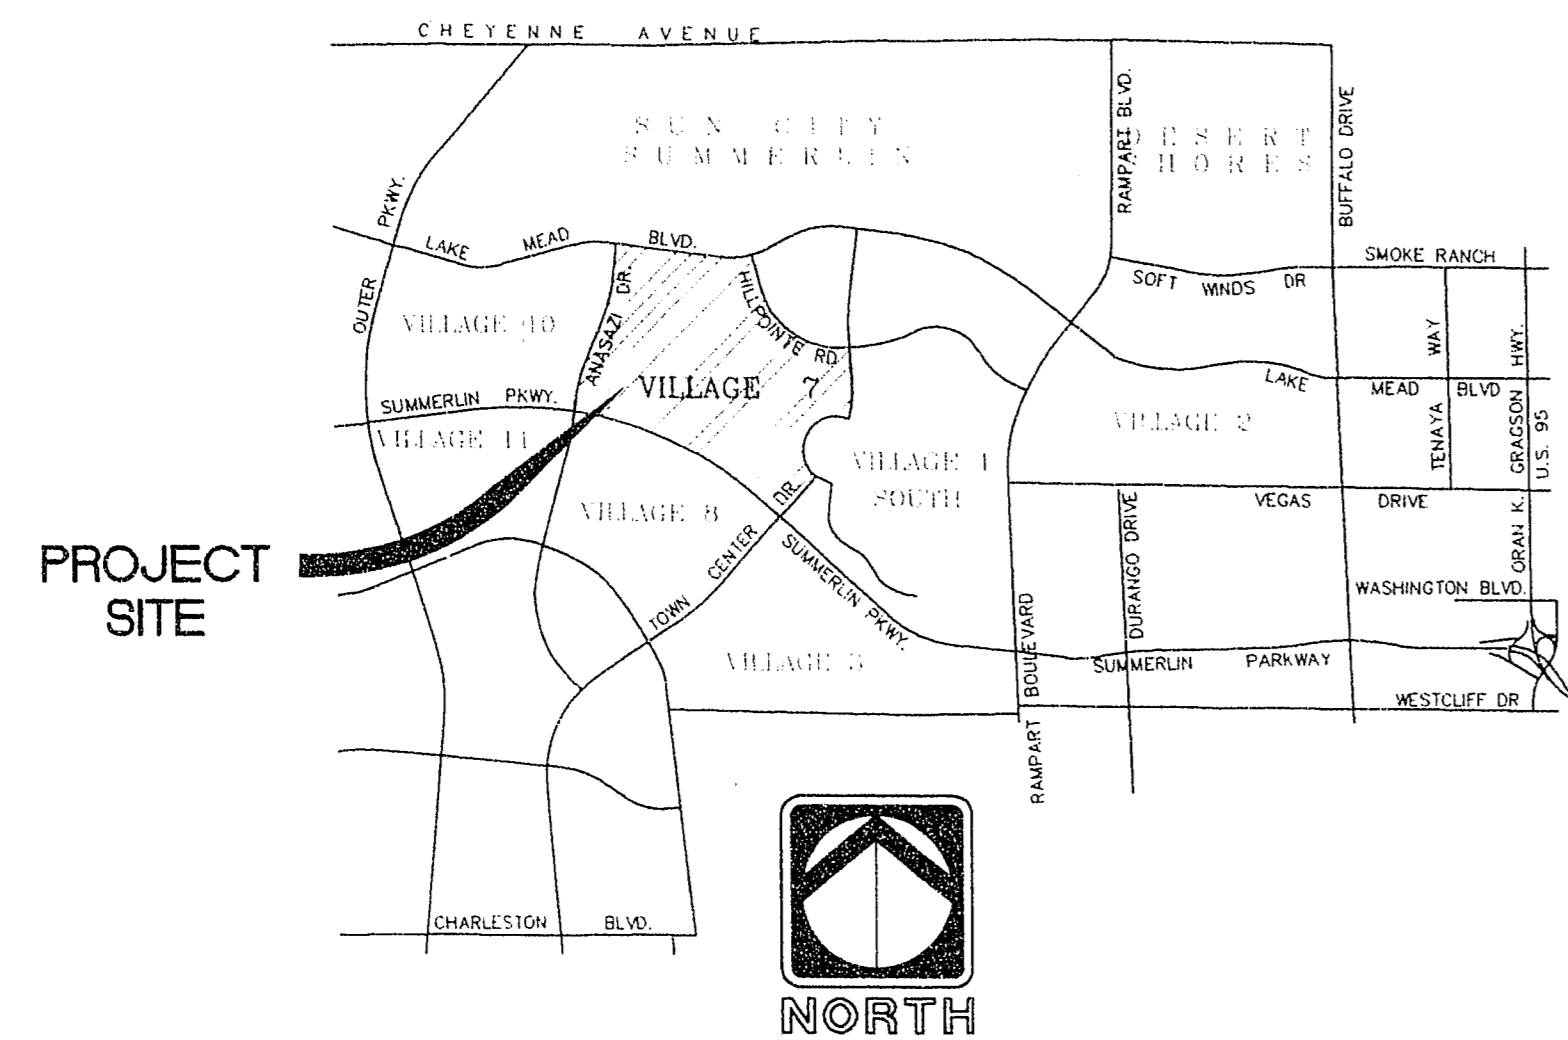 CHEYENNE AVENUE
SUN CITY
SUMMERLIN
RAMPART BLVD.
DESERT
SHORES
BUFFALO DRIVE
OUTER PKWY.
LAKE MEAD BLVD.
SMOKE RANCH
SOFT WINDS DR
ANASAZI DR.
HILLPOINTE RD
VILLAGE 10
VILLAGE 7
SUMMERLIN PKWY.
VILLAGE 11
LAKE MEAD BLVD
TENAYA WAY
ORAN K. GRAGSON HWY.
U.S. 95
VILLAGE 2
VILLAGE 1
SOUTH
VILLAGE 8
VEGAS DRIVE
DURANGO DRIVE
TOWN CENTER DR.
SUMMERLIN PKWY.
PROJECT
SITE
WASHINGTON BLVD.
VILLAGE 3
RAMPART BOULEVARD
SUMMERLIN PARKWAY
WESTCLIFF DR
RAMPART
CHARLESTON BLVD.
NORTH